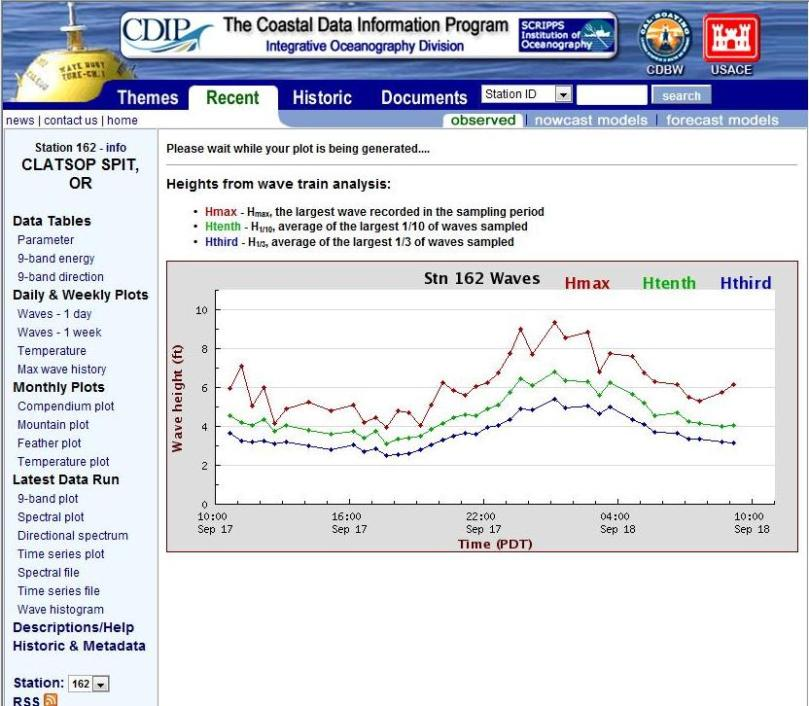 CDIP
The Coastal Data Information Program
Integrative Oceanography Division
SCRIPPS
Institution of
Oceanography
CAL BOATING
CDBW
USACE
WAVE BUOY
Themes
Recent
Historic
Documents
Station ID
search
news | contact us | home
observed | nowcast models | forecast models
Station 162 - info
CLATSOP SPIT,
OR
Data Tables
Parameter
9-band energy
9-band direction
Daily & Weekly Plots
Waves - 1 day
Waves - 1 week
Temperature
Max wave history
Monthly Plots
Compendium plot
Mountain plot
Feather plot
Temperature plot
Latest Data Run
9-band plot
Spectral plot
Directional spectrum
Time series plot
Spectral file
Time series file
Wave histogram
Descriptions/Help
Historic & Metadata
Station: 162
RSS
Please wait while your plot is being generated....
Heights from wave train analysis:
• Hmax - Hmax, the largest wave recorded in the sampling period
• Htenth - H1/10, average of the largest 1/10 of waves sampled
• Hthird - H1/3, average of the largest 1/3 of waves sampled
Stn 162 Waves Hmax Htenth Hthird
Wave height (ft)
10
8
6
4
2
0
10:00 16:00 22:00 04:00 10:00
Sep 17 Sep 17 Sep 17 Sep 18 Sep 18
Time (PDT)